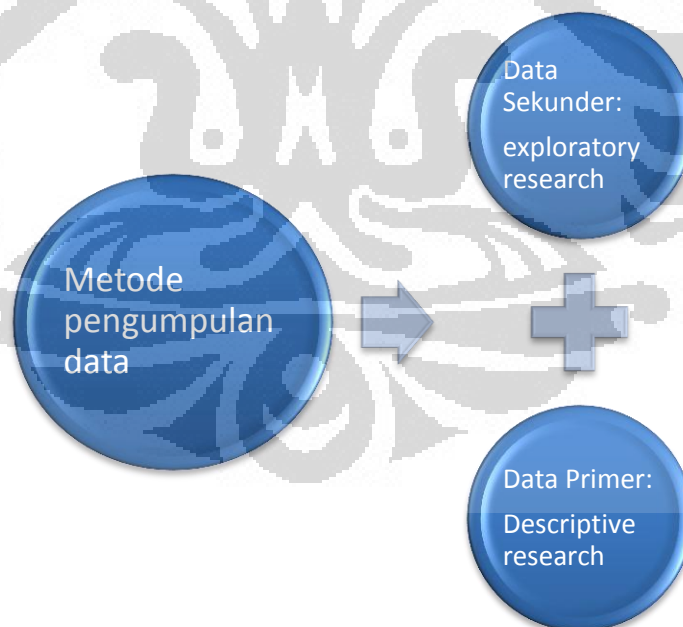 Metode
pengumpulan
data
Data
Sekunder:
exploratory
research
Data Primer:
Descriptive
research